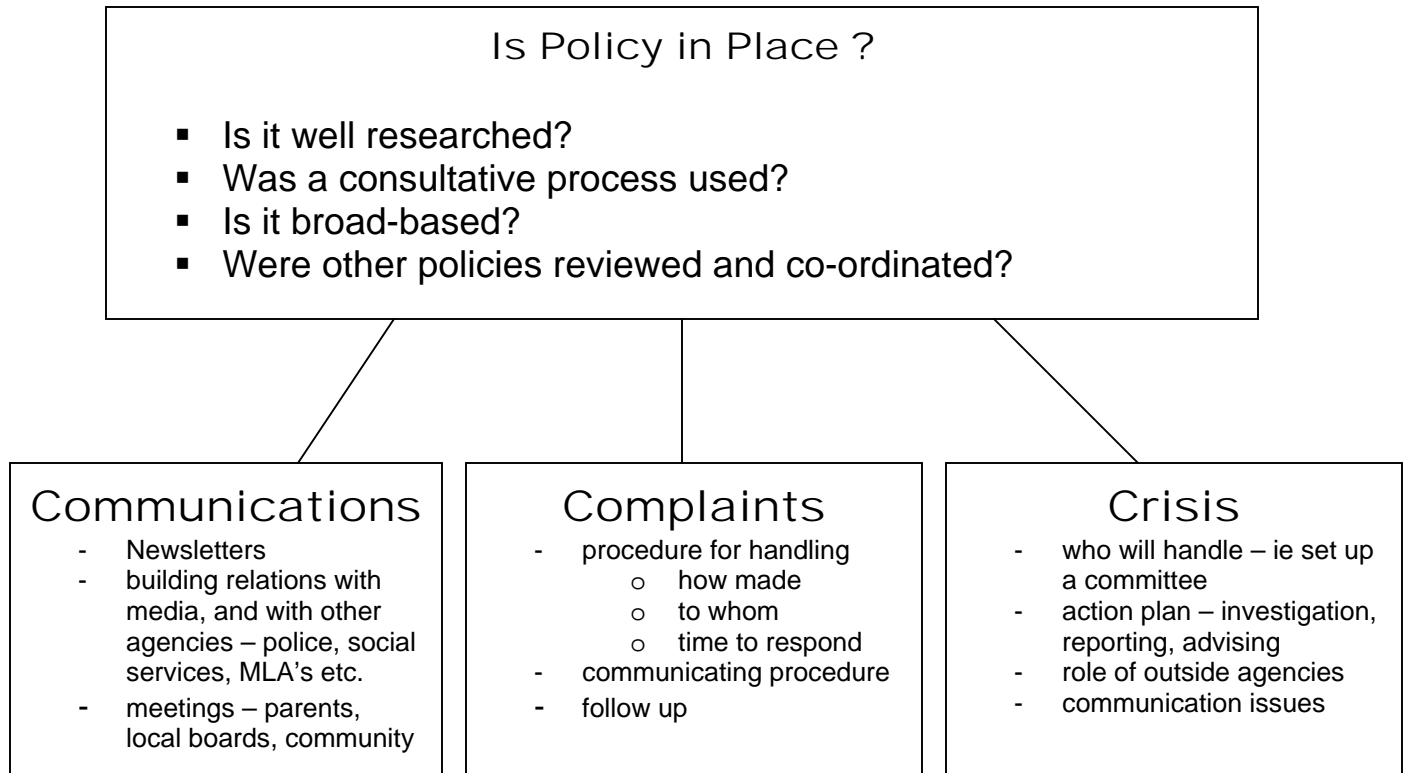 Is Policy in Place ?
▪ Is it well researched?
▪ Was a consultative process used?
▪ Is it broad-based?
▪ Were other policies reviewed and co-ordinated?
Communications
- Newsletters
- building relations with
media, and with other
agencies – police, social
services, MLA's etc.
- meetings – parents,
local boards, community
Complaints
- procedure for handling
o how made
o to whom
o time to respond
- communicating procedure
- follow up
Crisis
- who will handle – ie set up
a committee
- action plan – investigation,
reporting, advising
- role of outside agencies
- communication issues